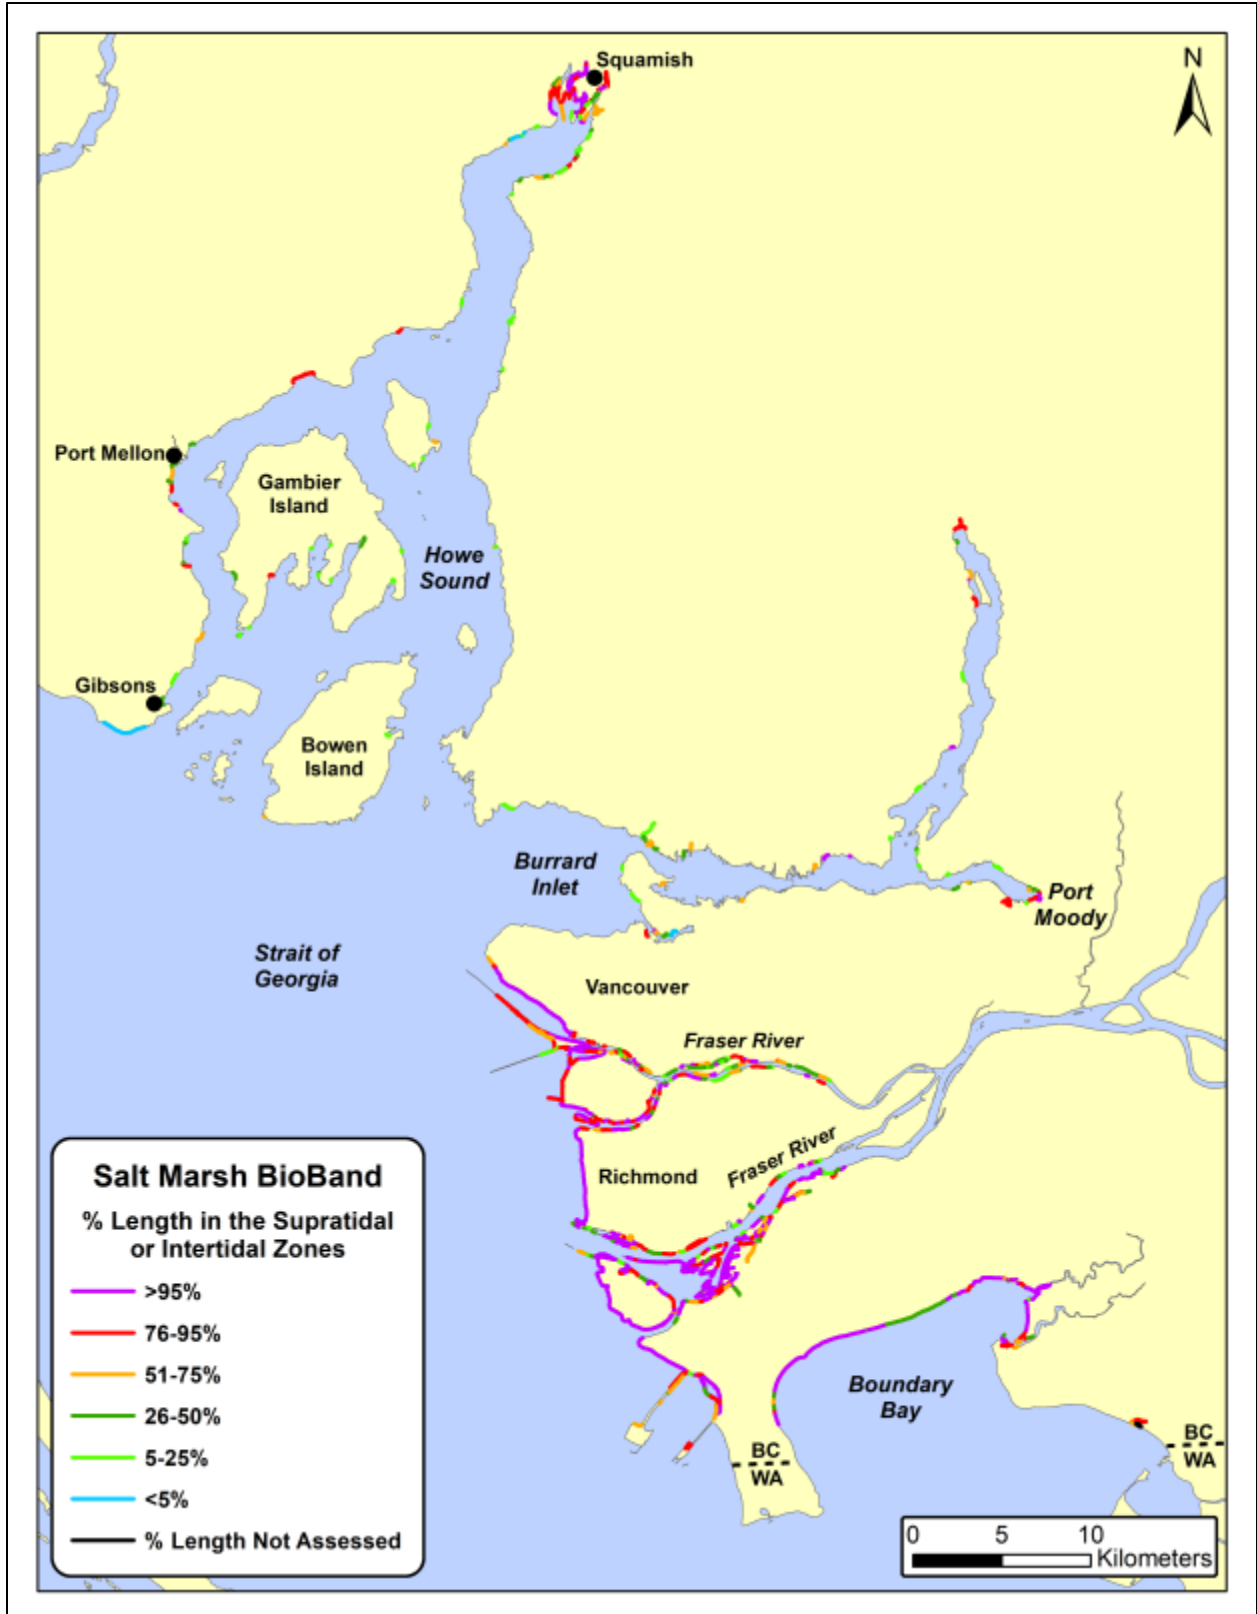 Squamish
N
Port Mellon
Gambier
Island
Howe
Sound
Gibsons
Bowen
Island
Burrard
Inlet
Port
Moody
Strait of
Georgia
Vancouver
Fraser River
Fraser River
Richmond
Boundary
Bay
BC
WA
BC
WA
Salt Marsh BioBand
% Length in the Supratidal
or Intertidal Zones
>95%
76-95%
51-75%
26-50%
5-25%
<5%
% Length Not Assessed
0 5 10
Kilometers